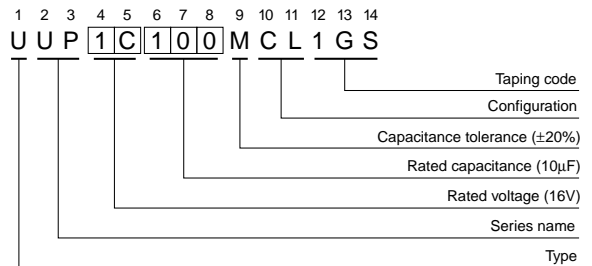 1 2 3 4 5 6 7 8 9 10 11 12 13 14
U U P 1 C 1 0 0 M C L 1 G S
Taping code
Configuration
Capacitance tolerance (±20%)
Rated capacitance (10µF)
Rated voltage (16V)
Series name
Type